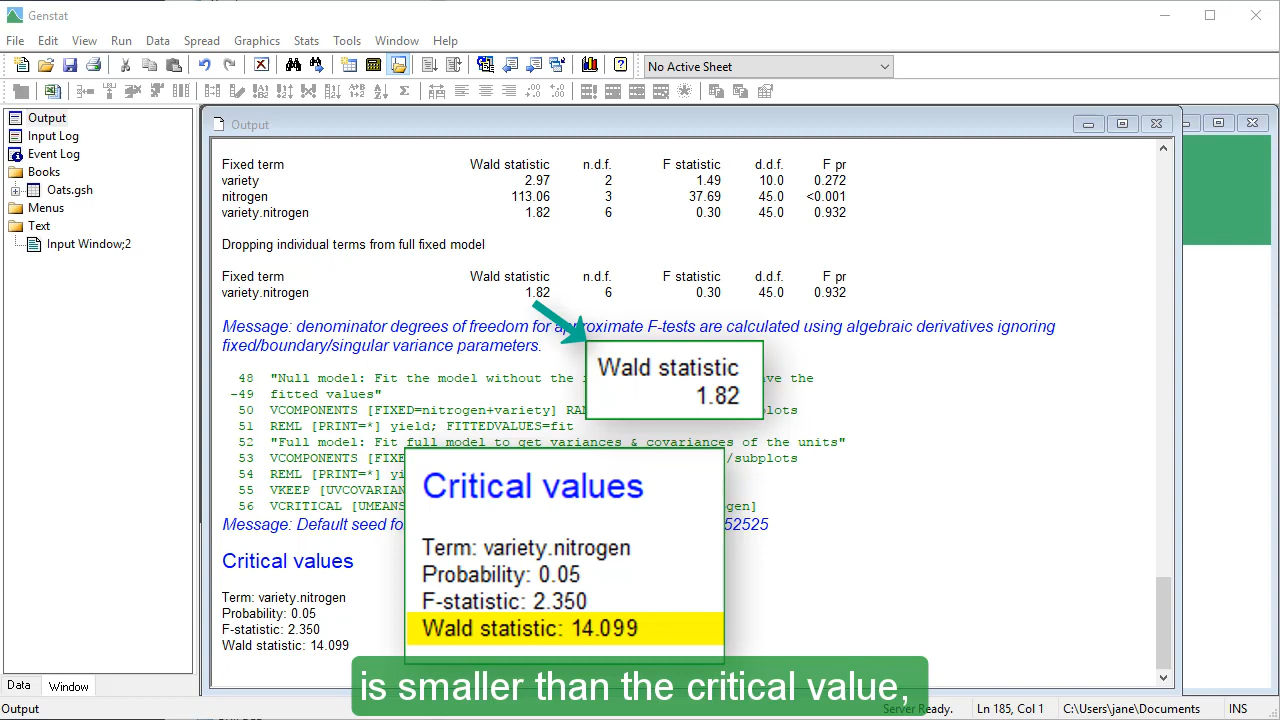 Genstat
File Edit View Run Data Spread Graphics Stats Tools Window Help
No Active Sheet
Output
Input Log
Event Log
Books
Oats.gsh
Menus
Text
Input Window;2
Data Window
Output
Fixed term Wald statistic n.d.f. F statistic d.d.f. F pr
variety 2.97 2 1.49 10.0 0.272
nitrogen 113.06 3 37.69 45.0 <0.001
variety.nitrogen 1.82 6 0.30 45.0 0.932
Dropping individual terms from full fixed model
Fixed term Wald statistic n.d.f. F statistic d.d.f. F pr
variety.nitrogen 1.82 6 0.30 45.0 0.932
Message: denominator degrees of freedom for approximate F-tests are calculated using algebraic derivatives ignoring
fixed/boundary/singular variance parameters.
Wald statistic
1.82
48 "Null model: Fit the model without the ve the
-49 fitted values"
50 VCOMPONENTS [FIXED=nitrogen+variety] plots
51 REML [PRINT=*] yield; FITTEDVALUES=fit
52 "Full model: Fit full model to get variances & covariances of the units"
53 VCOMPONENTS /subplots
54 REML [PRINT=*]
55 VKEEP
56 VCRITICAL
Message: Default seed 52525
Critical values
Term: variety.nitrogen
Probability: 0.05
F-statistic: 2.350
Wald statistic: 14.099
Critical values
Term: variety.nitrogen
Probability: 0.05
F-statistic: 2.350
Wald statistic: 14.099
is smaller than the critical value,
Output Server Ready. Ln 185, Col 1 C:\Users\jane\Documents INS